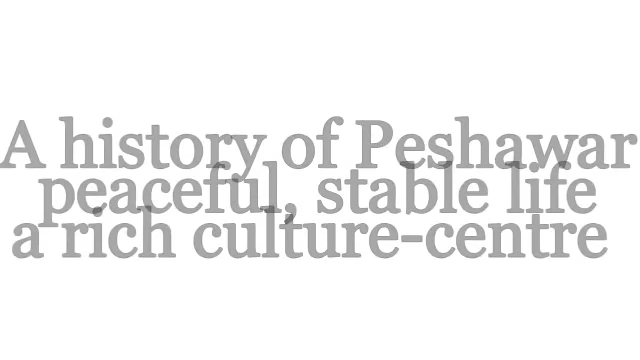 A history of Peshawar
peaceful, stable life
a rich culture-centre